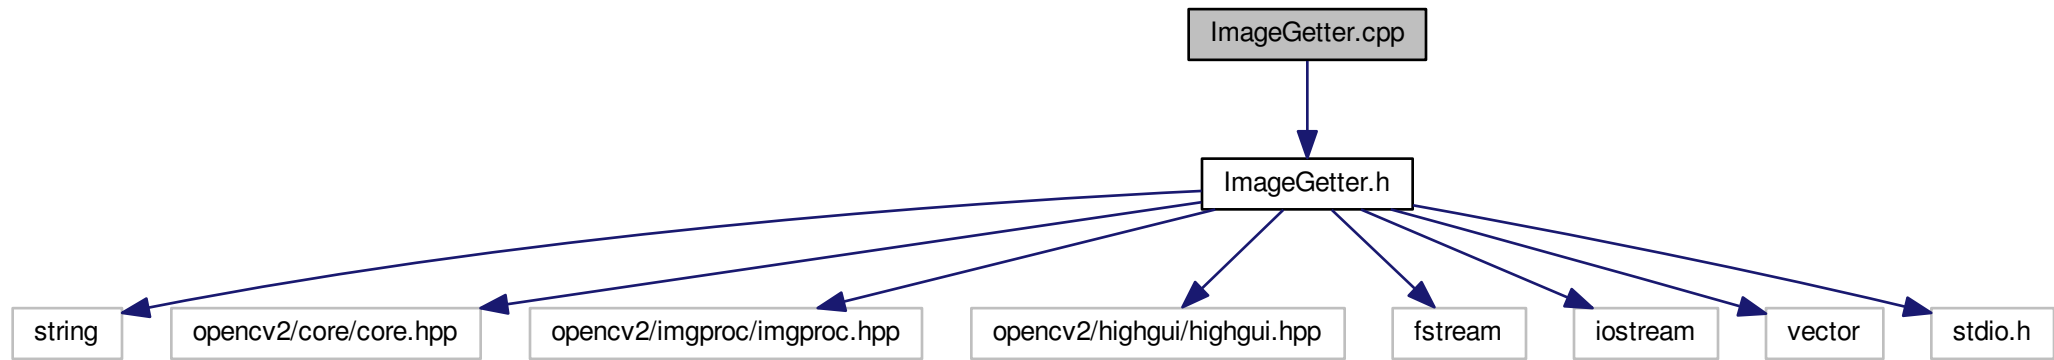 ImageGetter.cpp
ImageGetter.h
string
opencv2/core/core.hpp
opencv2/imgproc/imgproc.hpp
opencv2/highgui/highgui.hpp
fstream
iostream
vector
stdio.h